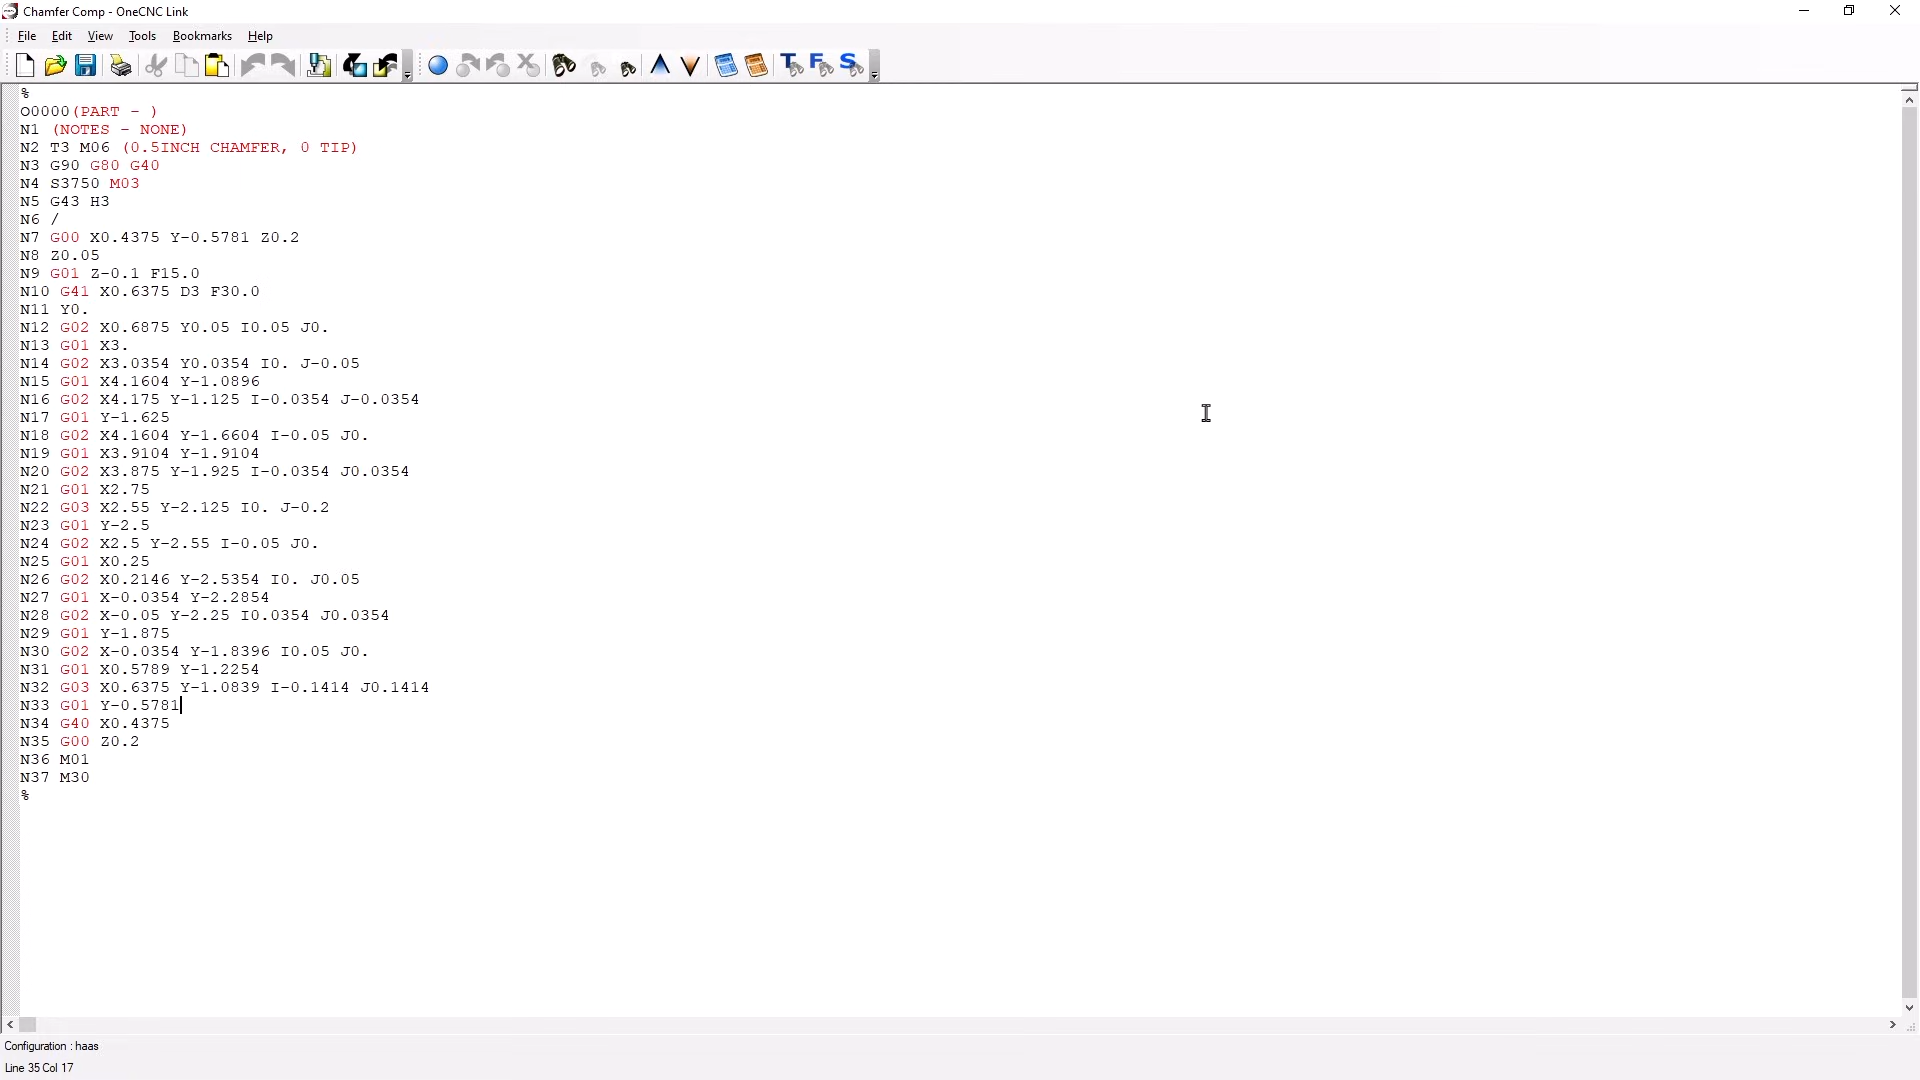 Chamfer Comp - OneCNC Link
File Edit View Tools Bookmarks Help
T F S
%
O0000(PART - )
N1 (NOTES - NONE)
N2 T3 M06 (0.5INCH CHAMFER, 0 TIP)
N3 G90 G80 G40
N4 S3750 M03
N5 G43 H3
N6 /
N7 G00 X0.4375 Y-0.5781 Z0.2
N8 Z0.05
N9 G01 Z-0.1 F15.0
N10 G41 X0.6375 D3 F30.0
N11 Y0.
N12 G02 X0.6875 Y0.05 I0.05 J0.
N13 G01 X3.
N14 G02 X3.0354 Y0.0354 I0. J-0.05
N15 G01 X4.1604 Y-1.0896
N16 G02 X4.175 Y-1.125 I-0.0354 J-0.0354
N17 G01 Y-1.625
N18 G02 X4.1604 Y-1.6604 I-0.05 J0.
N19 G01 X3.9104 Y-1.9104
N20 G02 X3.875 Y-1.925 I-0.0354 J0.0354
N21 G01 X2.75
N22 G03 X2.55 Y-2.125 I0. J-0.2
N23 G01 Y-2.5
N24 G02 X2.5 Y-2.55 I-0.05 J0.
N25 G01 X0.25
N26 G02 X0.2146 Y-2.5354 I0. J0.05
N27 G01 X-0.0354 Y-2.2854
N28 G02 X-0.05 Y-2.25 I0.0354 J0.0354
N29 G01 Y-1.875
N30 G02 X-0.0354 Y-1.8396 I0.05 J0.
N31 G01 X0.5789 Y-1.2254
N32 G03 X0.6375 Y-1.0839 I-0.1414 J0.1414
N33 G01 Y-0.5781
N34 G40 X0.4375
N35 G00 Z0.2
N36 M01
N37 M30
%
Configuration : haas
Line 35 Col 17